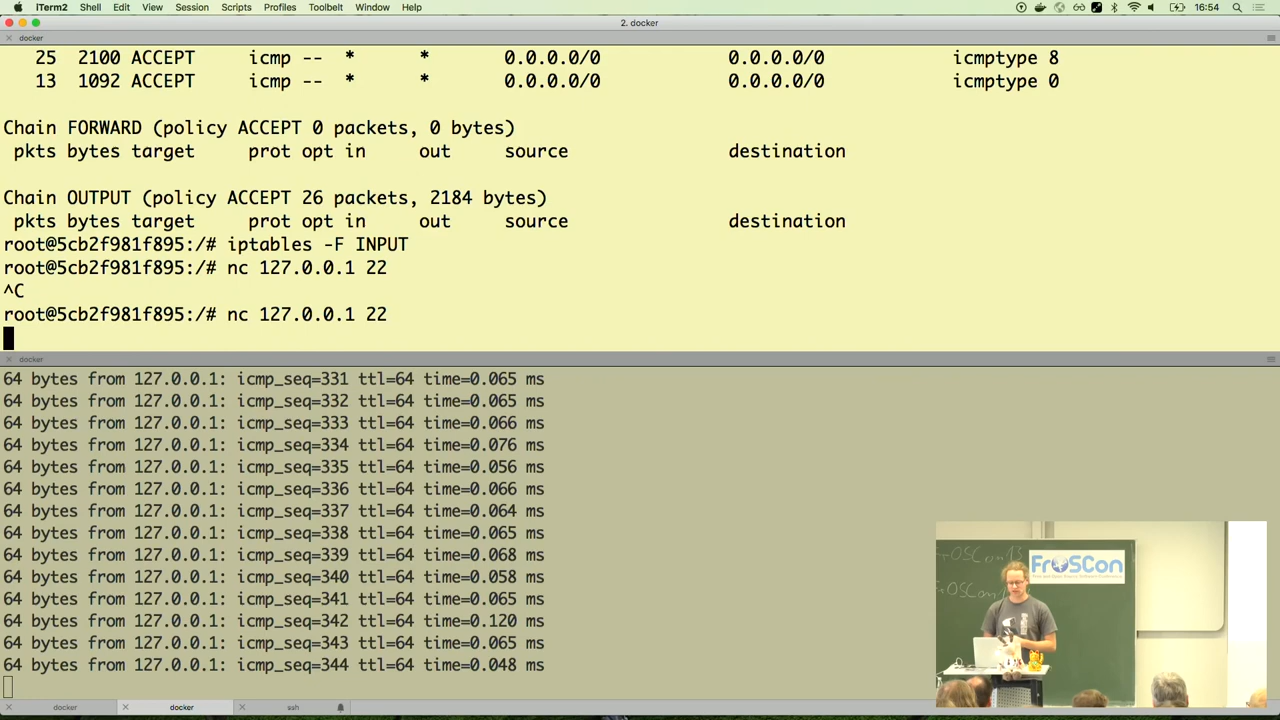 iTerm2 Shell Edit View Session Scripts Profiles Toolbelt Window Help 16:54
2. docker
docker
25 2100 ACCEPT icmp -- * * 0.0.0.0/0 0.0.0.0/0 icmptype 8
13 1092 ACCEPT icmp -- * * 0.0.0.0/0 0.0.0.0/0 icmptype 0
Chain FORWARD (policy ACCEPT 0 packets, 0 bytes)
pkts bytes target prot opt in out source destination
Chain OUTPUT (policy ACCEPT 26 packets, 2184 bytes)
pkts bytes target prot opt in out source destination
root@5cb2f981f895:/# iptables -F INPUT
root@5cb2f981f895:/# nc 127.0.0.1 22
^C
root@5cb2f981f895:/# nc 127.0.0.1 22
docker
64 bytes from 127.0.0.1: icmp_seq=331 ttl=64 time=0.065 ms
64 bytes from 127.0.0.1: icmp_seq=332 ttl=64 time=0.065 ms
64 bytes from 127.0.0.1: icmp_seq=333 ttl=64 time=0.066 ms
64 bytes from 127.0.0.1: icmp_seq=334 ttl=64 time=0.076 ms
64 bytes from 127.0.0.1: icmp_seq=335 ttl=64 time=0.056 ms
64 bytes from 127.0.0.1: icmp_seq=336 ttl=64 time=0.066 ms
64 bytes from 127.0.0.1: icmp_seq=337 ttl=64 time=0.064 ms
64 bytes from 127.0.0.1: icmp_seq=338 ttl=64 time=0.065 ms
64 bytes from 127.0.0.1: icmp_seq=339 ttl=64 time=0.068 ms
64 bytes from 127.0.0.1: icmp_seq=340 ttl=64 time=0.058 ms
64 bytes from 127.0.0.1: icmp_seq=341 ttl=64 time=0.065 ms
64 bytes from 127.0.0.1: icmp_seq=342 ttl=64 time=0.120 ms
64 bytes from 127.0.0.1: icmp_seq=343 ttl=64 time=0.065 ms
64 bytes from 127.0.0.1: icmp_seq=344 ttl=64 time=0.048 ms
FrOSCon
docker docker ssh